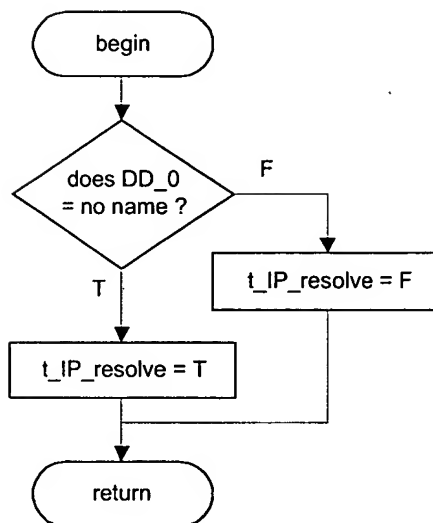 begin
does DD_0
= no name ?
F
T
t_IP_resolve = F
t_IP_resolve = T
return